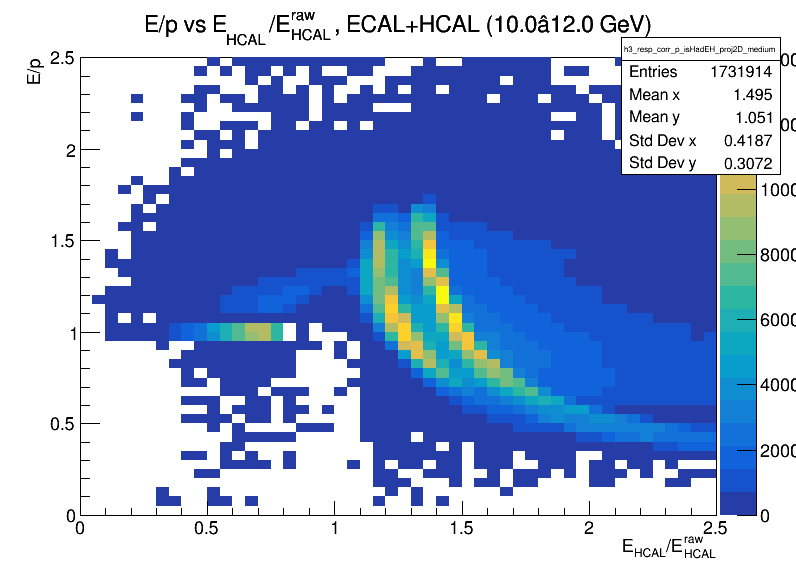 E/p vs E_HCAL/E^raw_HCAL, ECAL+HCAL (10.0â12.0 GeV)
h3_resp_corr_p_isHadEH_proj2D_medium
Entries 1731914
Mean x 1.495
Mean y 1.051
Std Dev x 0.4187
Std Dev y 0.3072
E/p
2.5
2
1.5
1
0.5
0
0 0.5 1 1.5 2 2.5
E_HCAL/E^raw_HCAL
1000
8000
6000
4000
2000
0